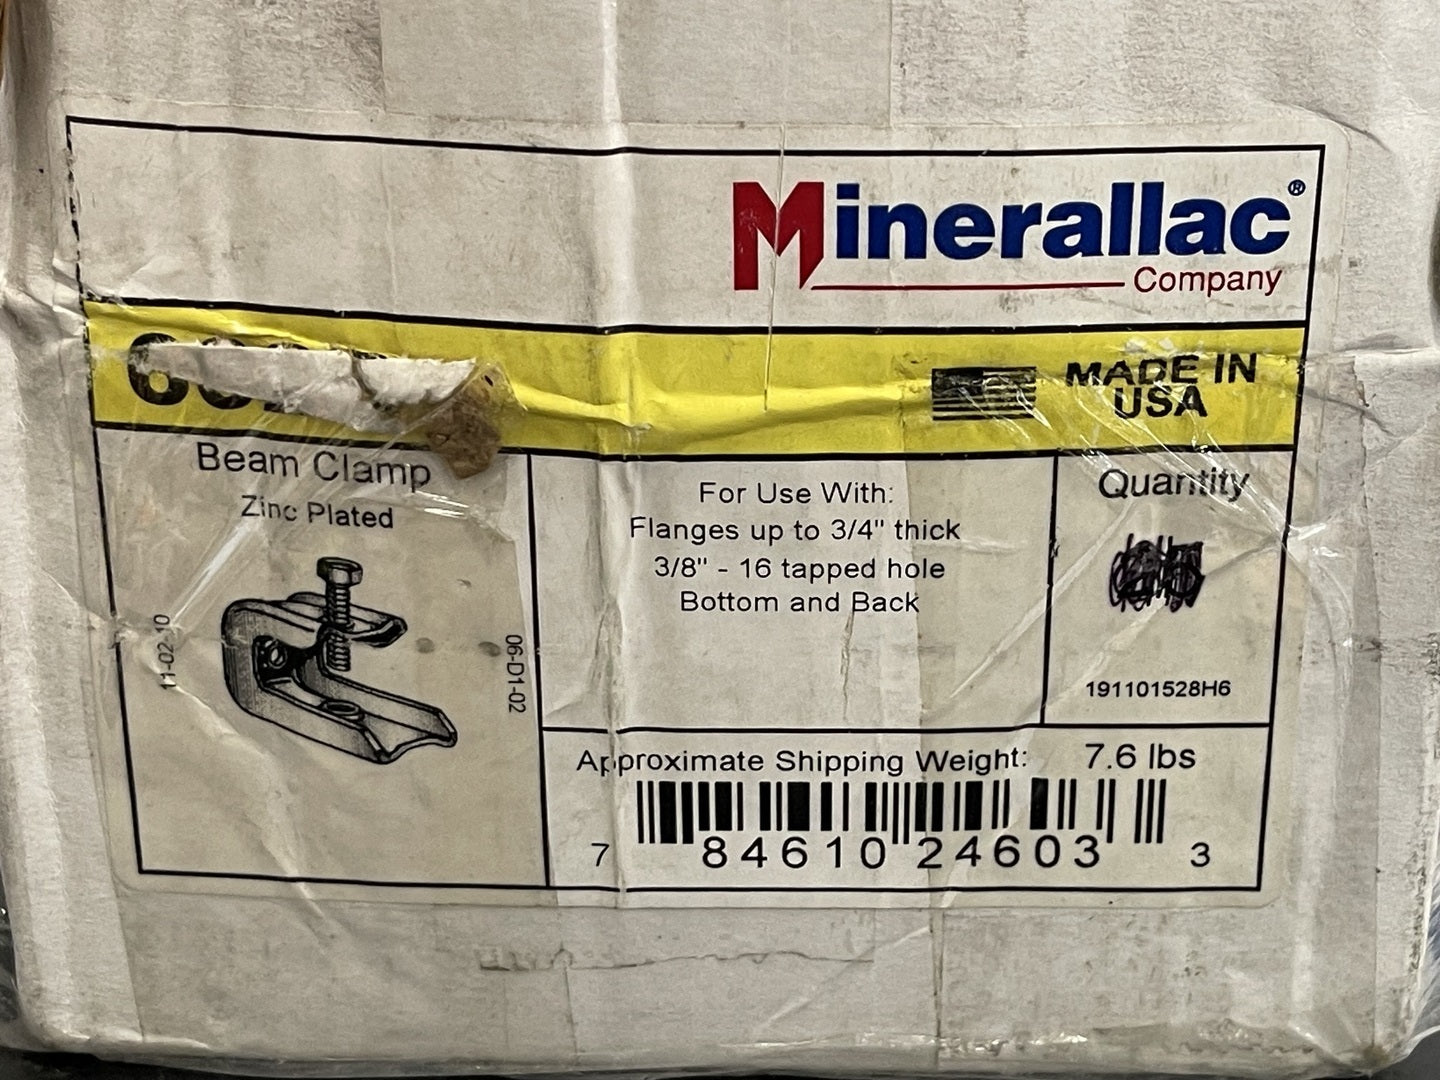 Minerallac®
Company
MADE IN
USA
Beam Clamp
Zinc Plated
11-02-10
06-D1-02
For Use With:
Flanges up to 3/4" thick
3/8" - 16 tapped hole
Bottom and Back
Quantity
191101528H6
Approximate Shipping Weight: 7.6 lbs
7 84610 24603 3